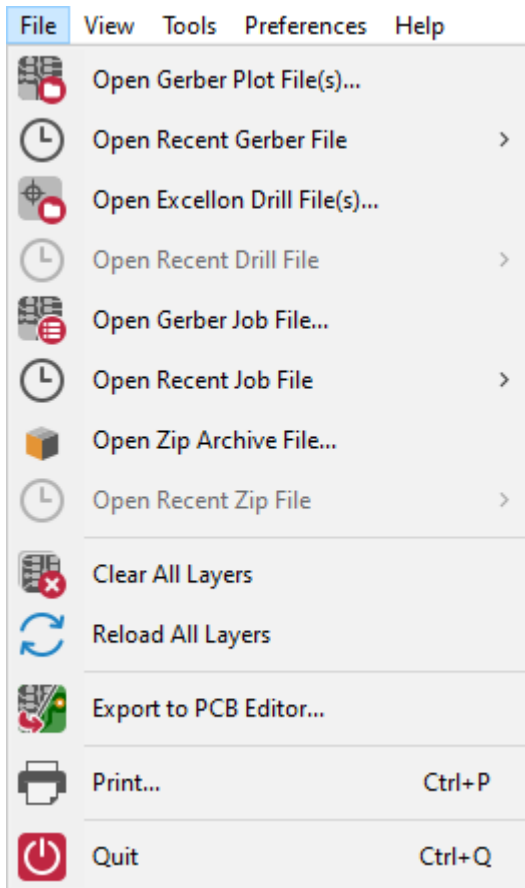 File View Tools Preferences Help
Open Gerber Plot File(s)...
Open Recent Gerber File
Open Excellon Drill File(s)...
Open Recent Drill File
Open Gerber Job File...
Open Recent Job File
Open Zip Archive File...
Open Recent Zip File
Clear All Layers
Reload All Layers
Export to PCB Editor...
Print... Ctrl+P
Quit Ctrl+Q